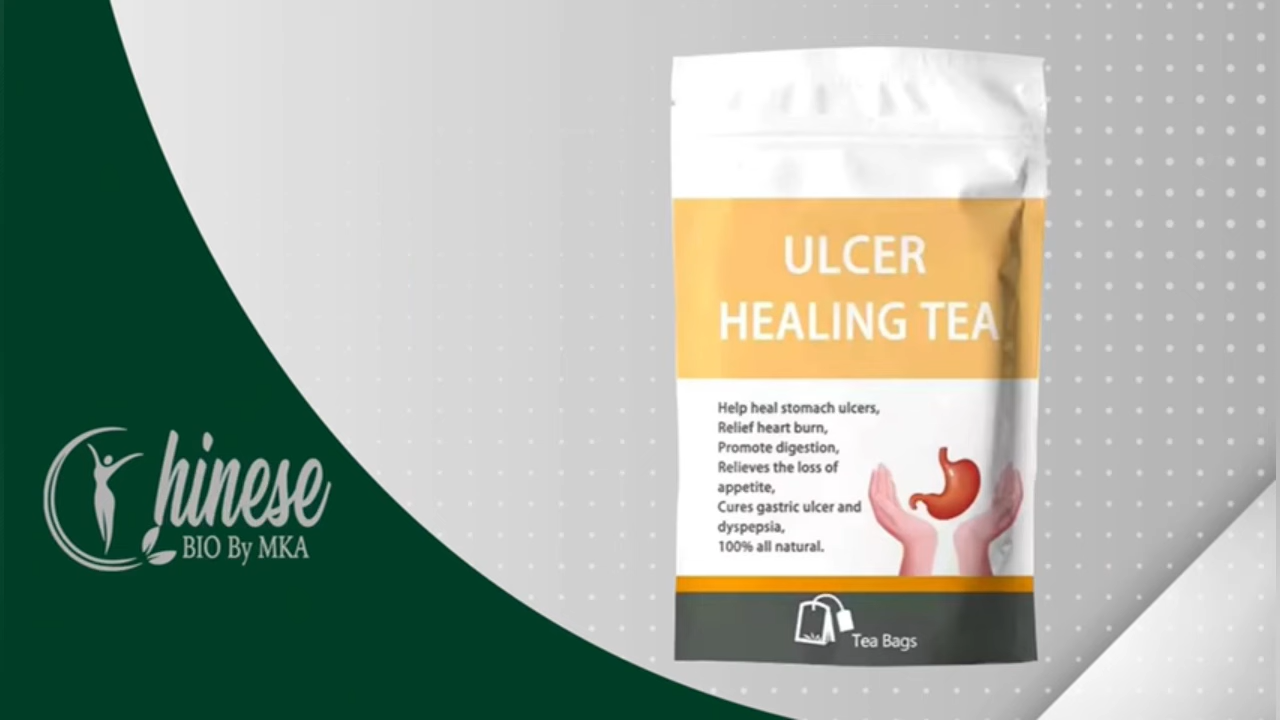 Chinese
BIO By MKA
ULCER
HEALING TEA
Help heal stomach ulcers,
Relief heart burn,
Promote digestion,
Relieves the loss of
appetite,
Cures gastric ulcer and
dyspepsia,
100% all natural.
Tea Bags